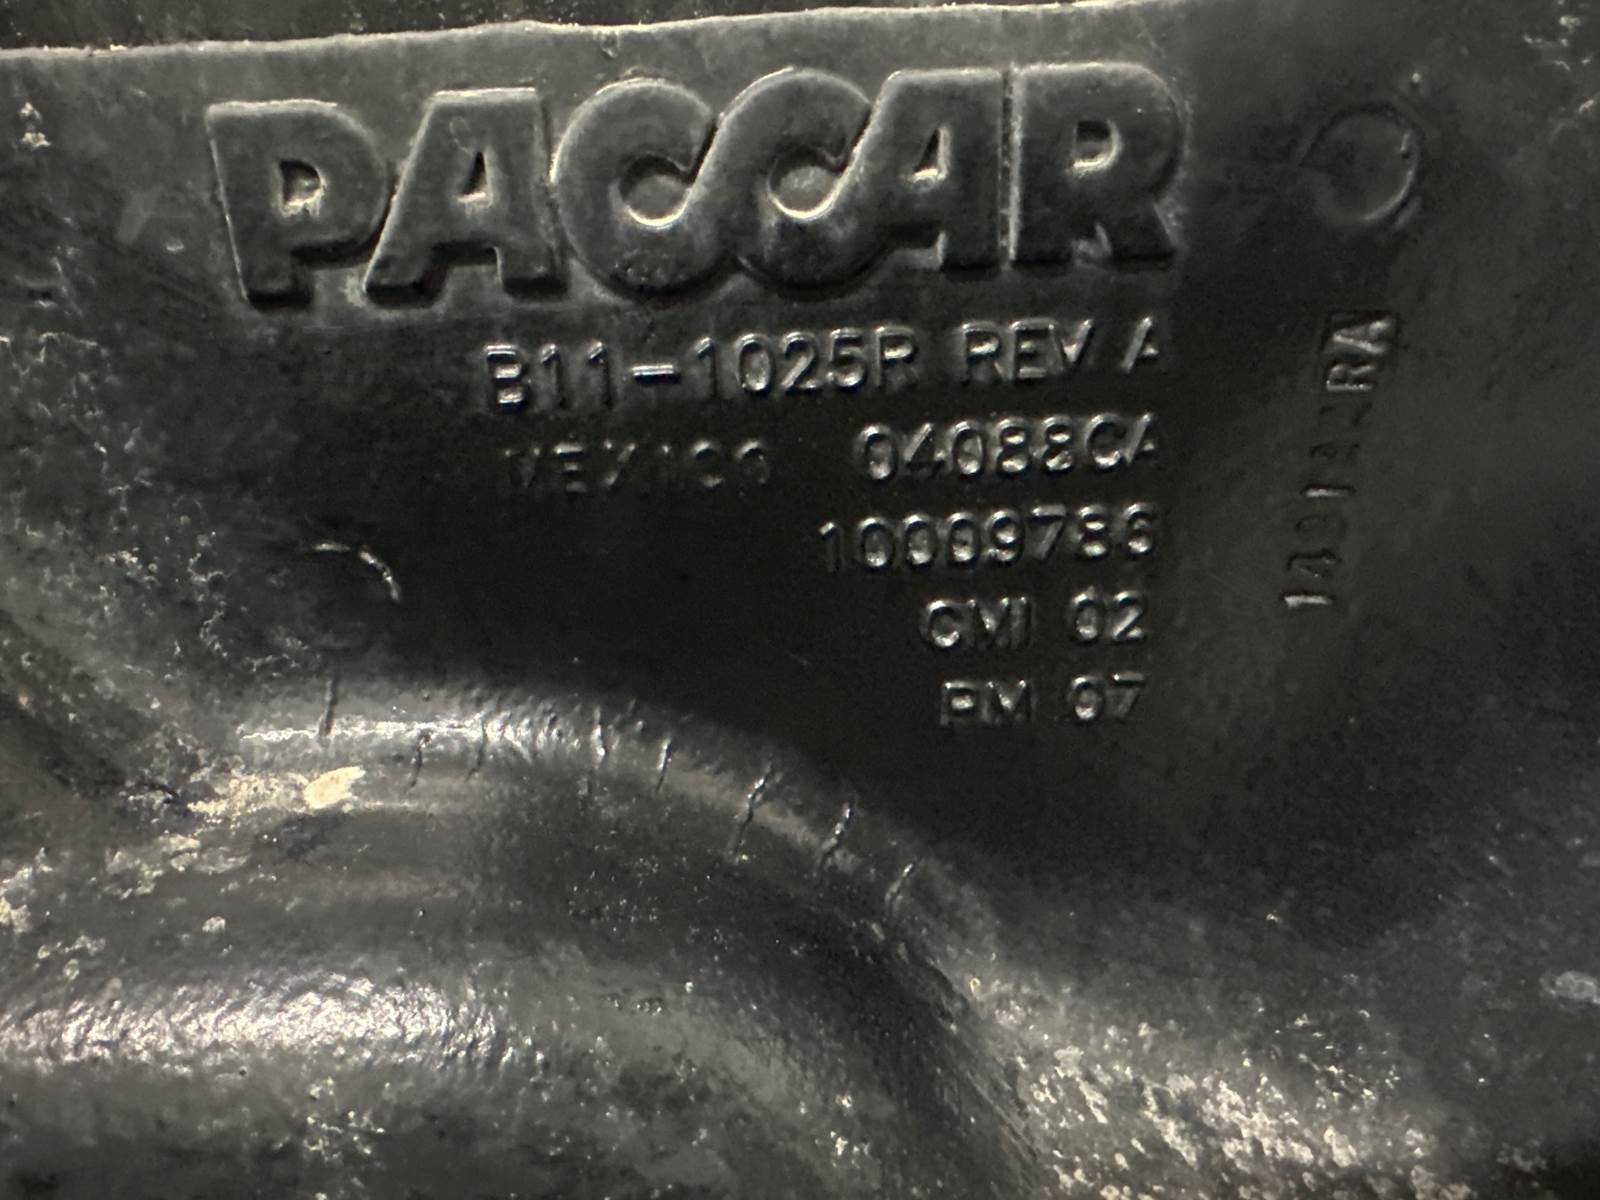 PACCAR
B11-1025R REV A
MEXICO 04088CA
10009786
CMI 02
PM 07